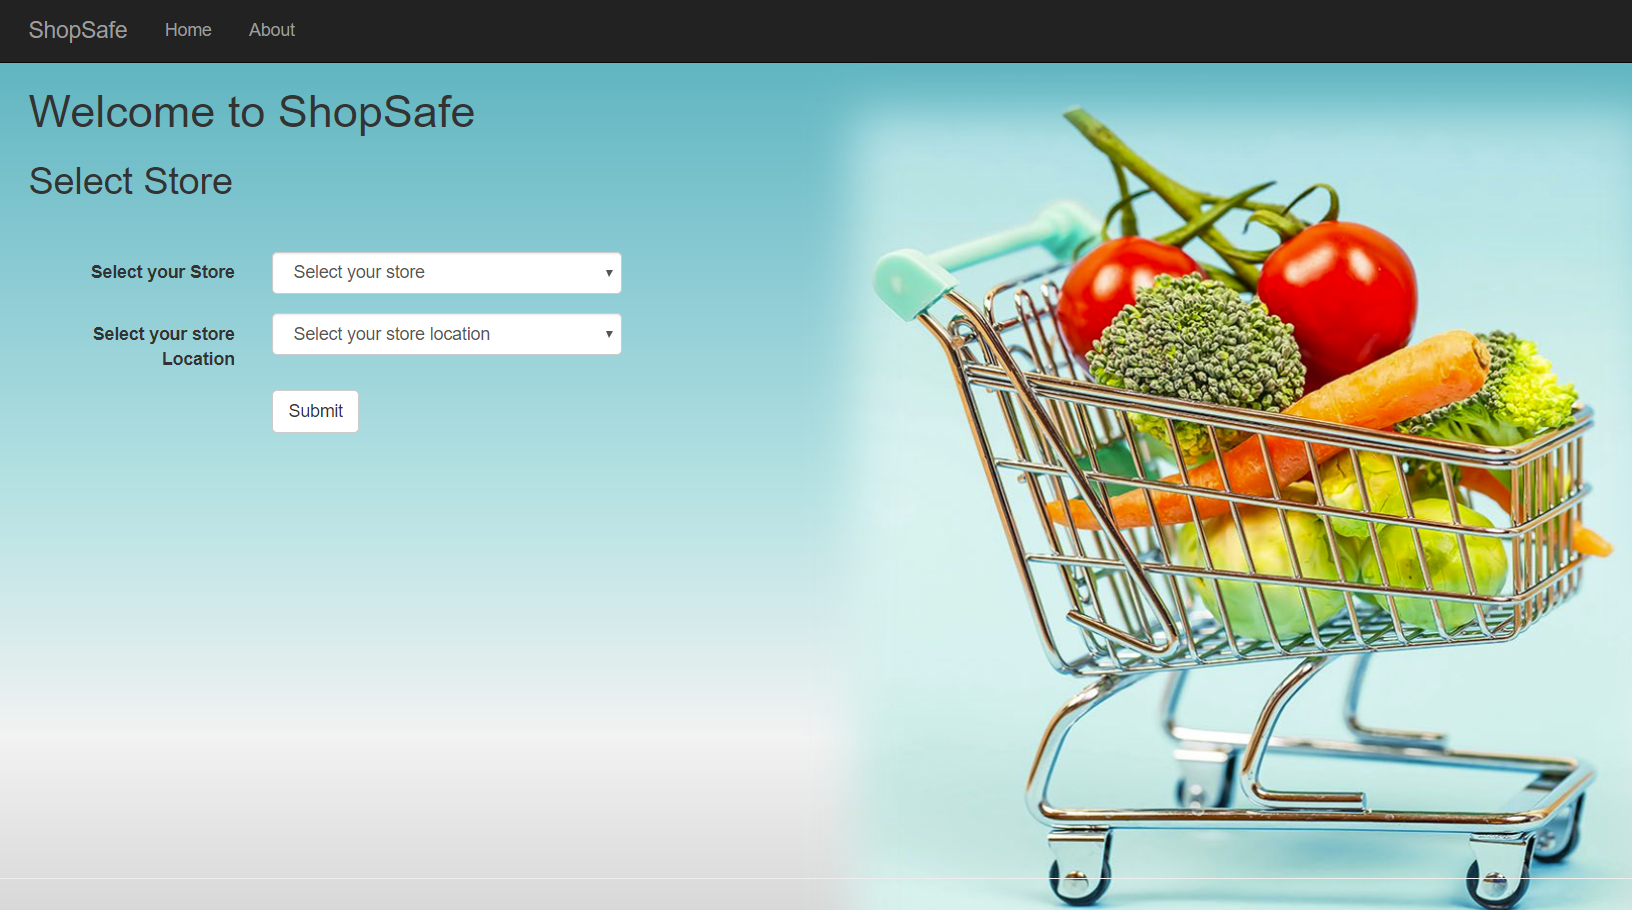 ShopSafe Home About
Welcome to ShopSafe
Select Store
Select your Store Select your store
Select your store Select your store location
Location
Submit